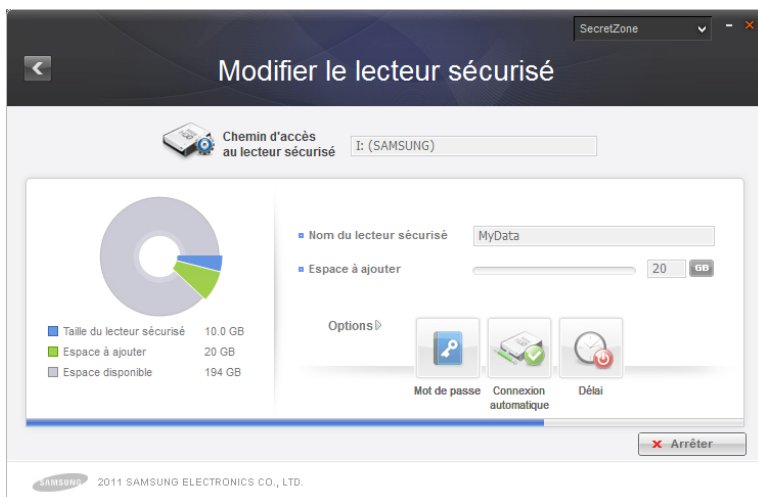 SecretZone
Modifier le lecteur sécurisé
Chemin d'accès
au lecteur sécurisé
I: (SAMSUNG)
Nom du lecteur sécurisé
MyData
Espace à ajouter
20 GB
Taille du lecteur sécurisé 10.0 GB
Espace à ajouter 20 GB
Espace disponible 194 GB
Options
Mot de passe
Connexion
automatique
Délai
Arrêter
SAMSUNG 2011 SAMSUNG ELECTRONICS CO., LTD.